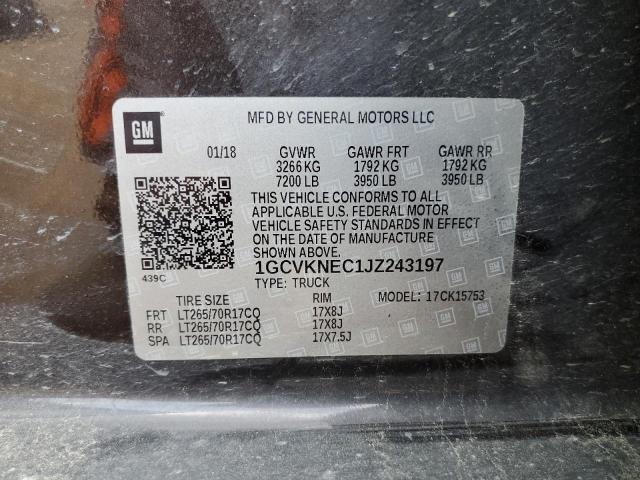 GM
MFD BY GENERAL MOTORS LLC
01/18 GVWR GAWR FRT GAWR RR
3266 KG 1792 KG 1792 KG
7200 LB 3950 LB 3950 LB
THIS VEHICLE CONFORMS TO ALL
APPLICABLE U.S. FEDERAL MOTOR
VEHICLE SAFETY STANDARDS IN EFFECT
ON THE DATE OF MANUFACTURE
SHOWN ABOVE.
439C
1GCVKNEC1JZ243197
TYPE: TRUCK MODEL: 17CK15753
TIRE SIZE RIM
FRT LT265/70R17CQ 17X8J
RR LT265/70R17CQ 17X8J
SPA LT265/70R17CQ 17X7.5J